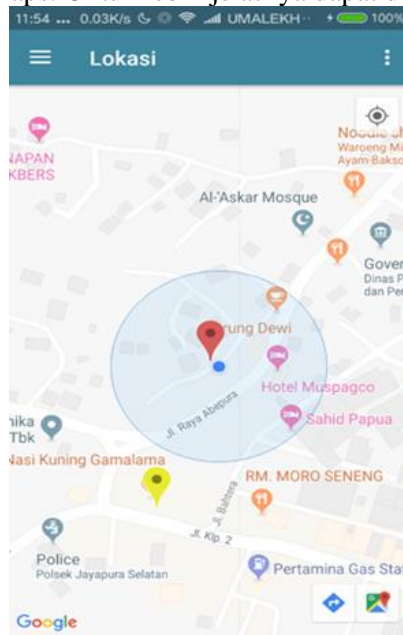 11:54 ... 0.03K/s UMALEKH·· 100%
Lokasi
Noodle
Waroeng Mi
Ayam-Bakso
APAN
KBERS
Al-'Askar Mosque
Gover
Dinas P
dan Per
rung Dewi
Hotel Muspagco
Jl. Raya Abepura
Sahid Papua
nika
Tbk
Nasi Kuning Gamalama
RM. MORO SENENG
Jl. Bahtera
Jl. Klp. 2
Police
Polsek Jayapura Selatan
Pertamina Gas Stat
Google